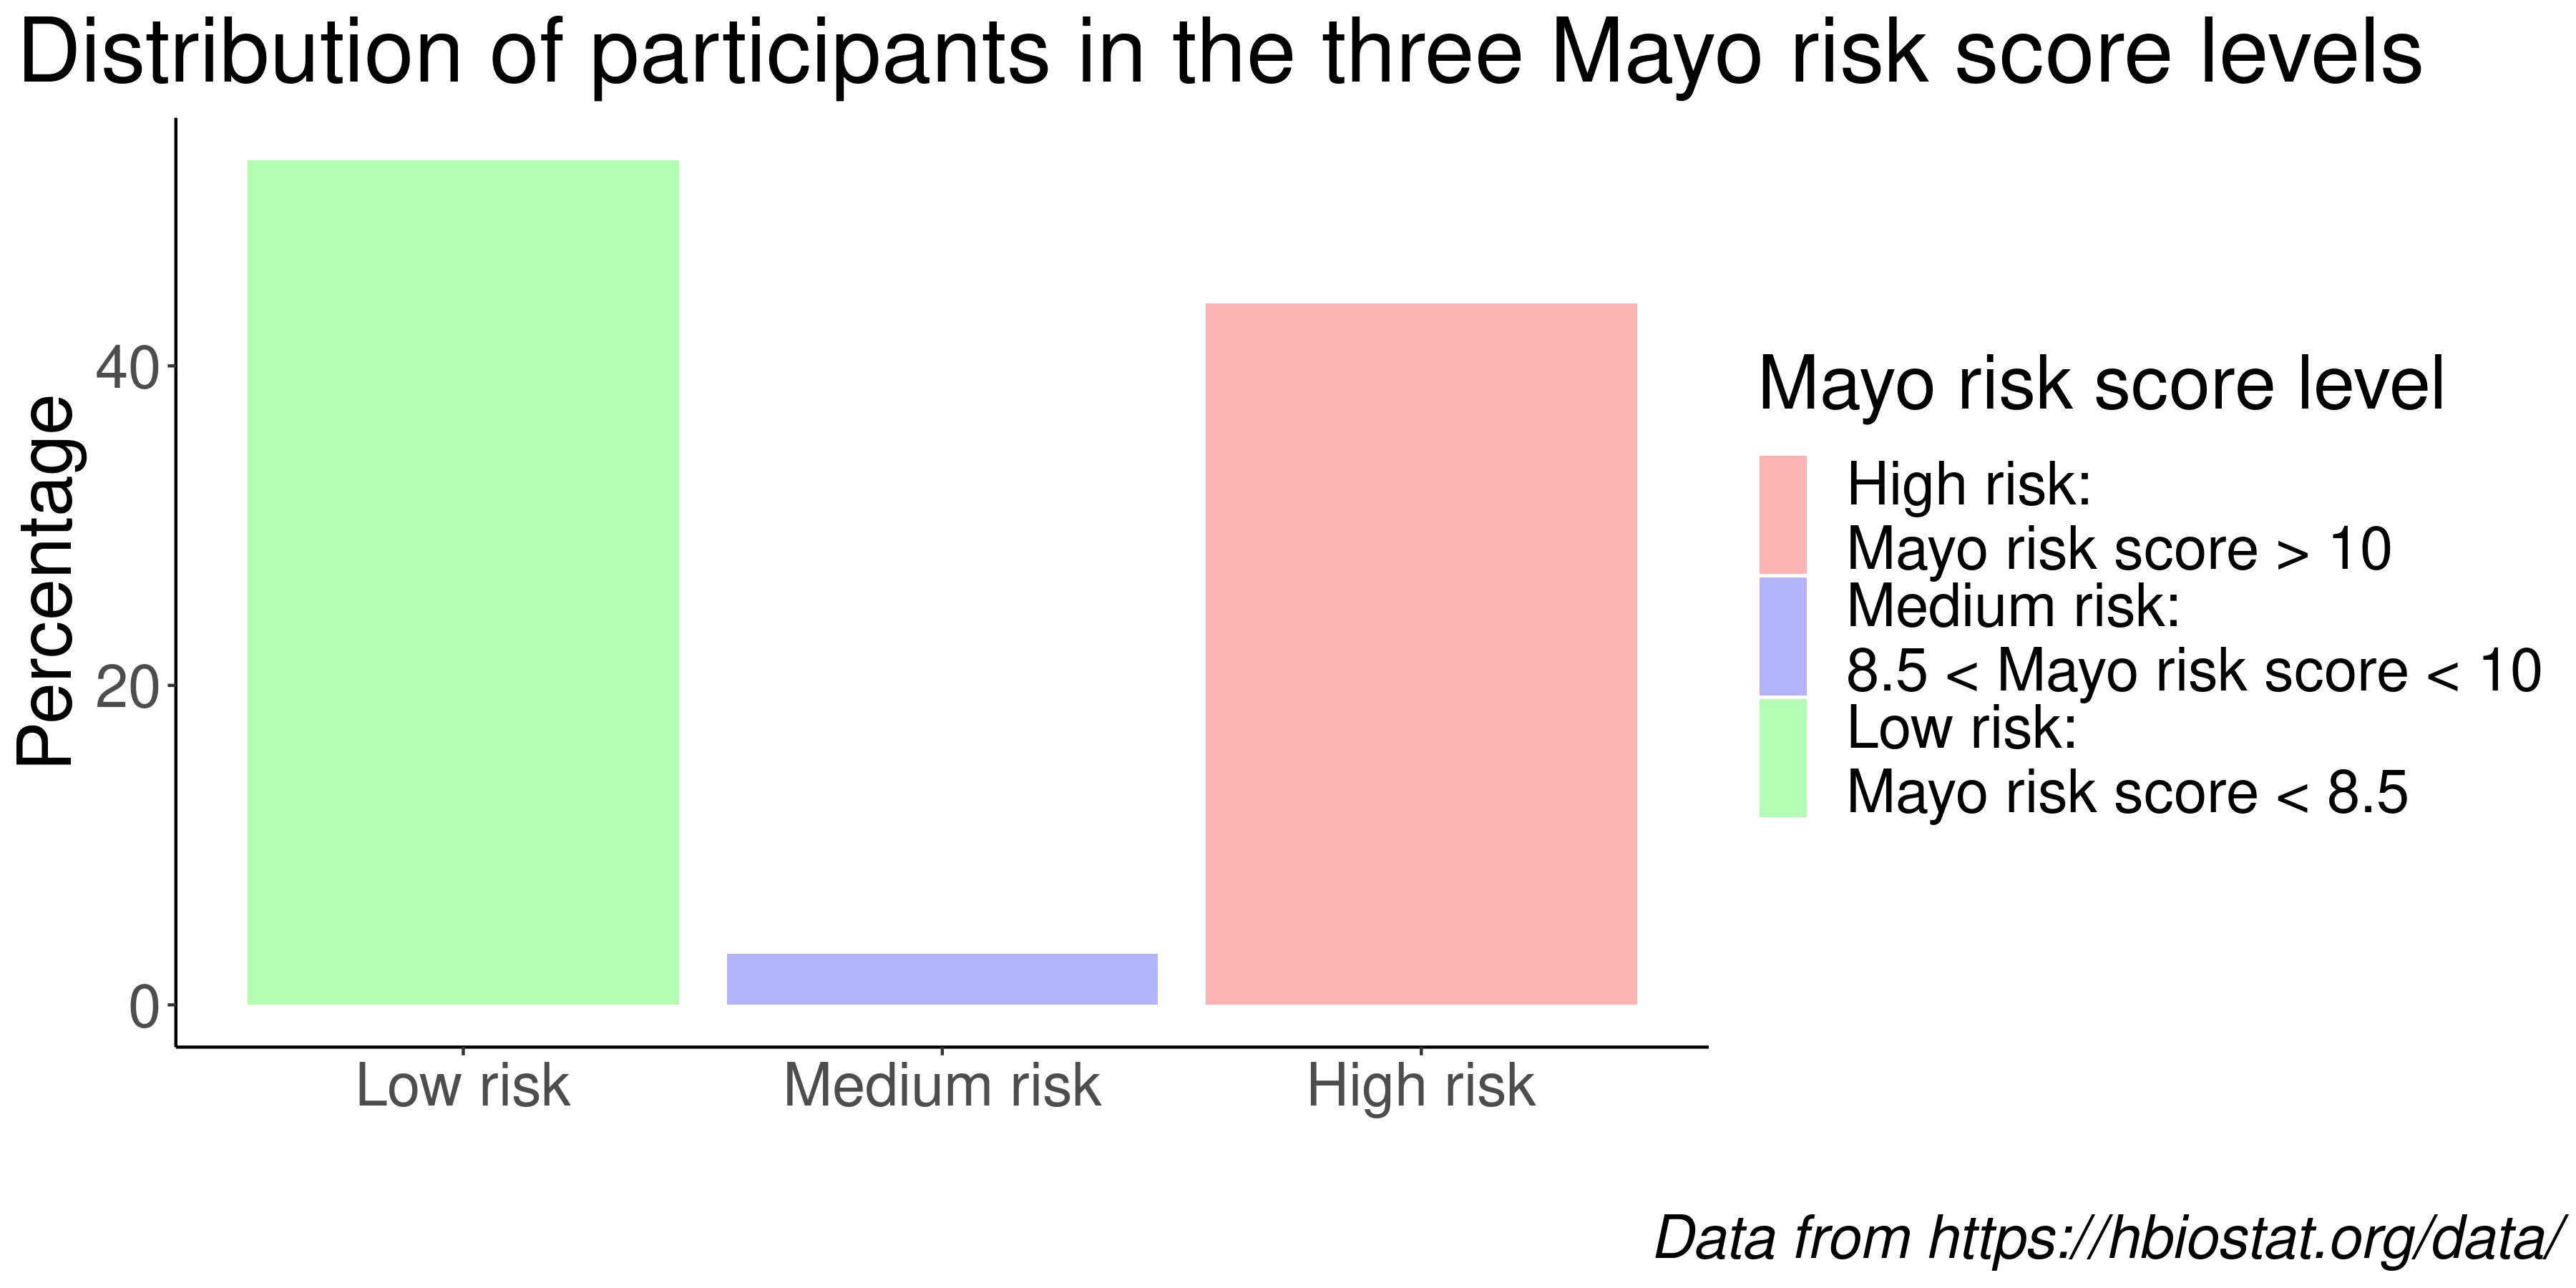 Distribution of participants in the three Mayo risk score levels
Percentage
40
20
0
Low risk
Medium risk
High risk
Mayo risk score level
High risk:
Mayo risk score > 10
Medium risk:
8.5 < Mayo risk score < 10
Low risk:
Mayo risk score < 8.5
Data from https://hbiostat.org/data/